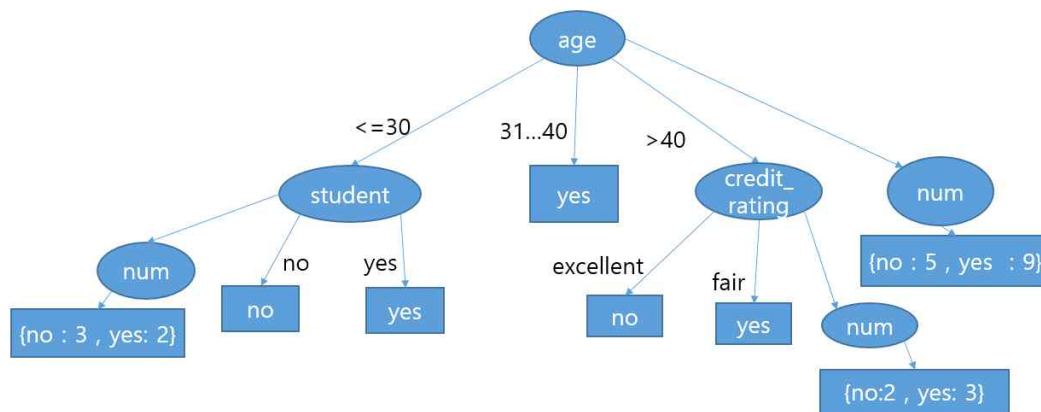 age
<=30
31...40
>40
student
yes
credit_
rating
num
num
no
yes
excellent
fair
{no : 5 , yes  : 9}
no
yes
no
yes
num
{no : 3 , yes: 2}
{no:2 , yes: 3}